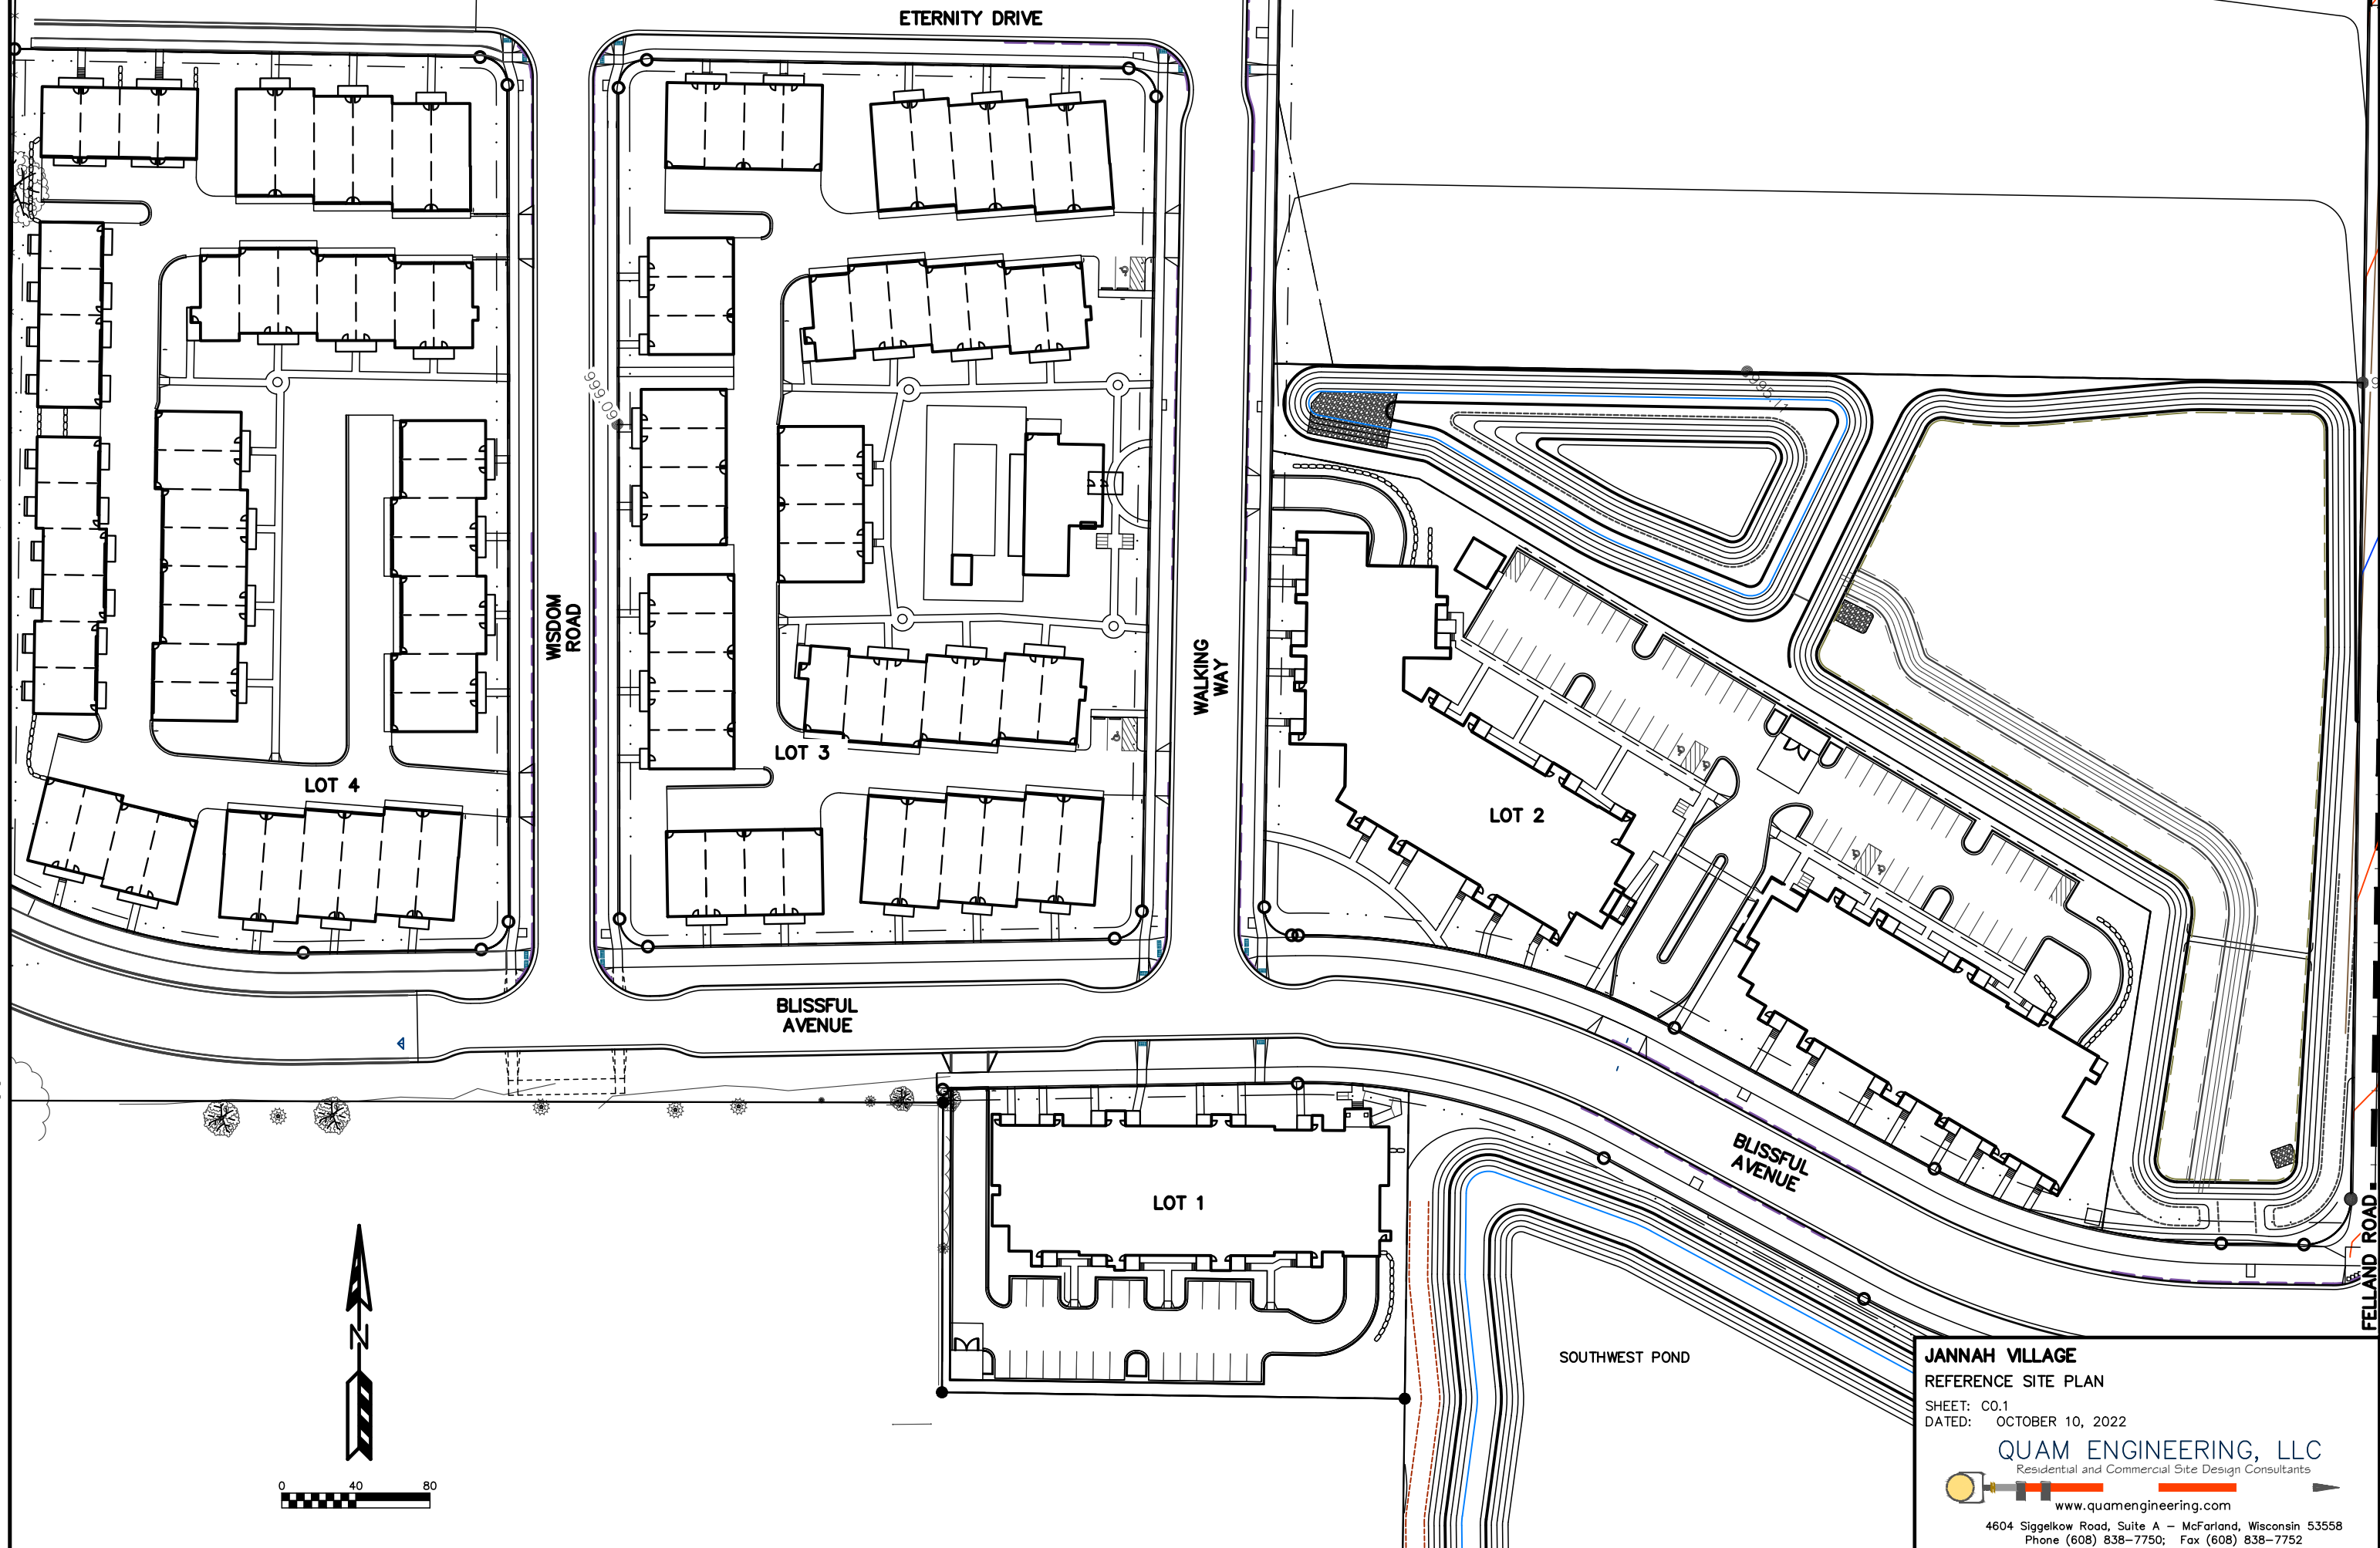 ETERNITY DRIVE
999.09
995.11
WISDOM
ROAD
WALKING
WAY
LOT 3
LOT 4
LOT 2
BLISSFUL
AVENUE
BLISSFUL
AVENUE
LOT 1
FELLAND ROAD
SOUTHWEST POND
N
0 40 80
JANNAH VILLAGE
REFERENCE SITE PLAN
SHEET: C0.1
DATED: OCTOBER 10, 2022
QUAM ENGINEERING, LLC
Residential and Commercial Site Design Consultants
www.quamengineering.com
4604 Siggelkow Road, Suite A – McFarland, Wisconsin 53558
Phone (608) 838–7750; Fax (608) 838–7752